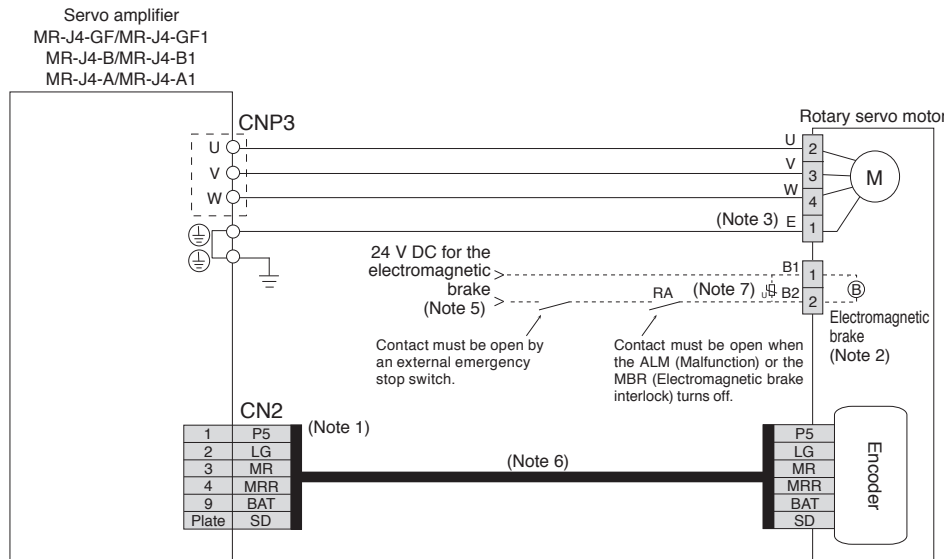 Servo amplifier
MR-J4-GF/MR-J4-GF1
MR-J4-B/MR-J4-B1
MR-J4-A/MR-J4-A1
CNP3
Rotary servo motor
U
V
W
U
V
W
(Note 3) E
2
3
4
1
M
24 V DC for the
electromagnetic
brake
(Note 5)
RA
(Note 7)
U
B1
B2
1
2
B
Electromagnetic
brake
(Note 2)
Contact must be open by
an external emergency
stop switch.
Contact must be open when
the ALM (Malfunction) or the
MBR (Electromagnetic brake
interlock) turns off.
CN2
(Note 1)
1 P5
2 LG
3 MR
4 MRR
9 BAT
Plate SD
(Note 6)
P5
LG
MR
MRR
BAT
SD
Encoder